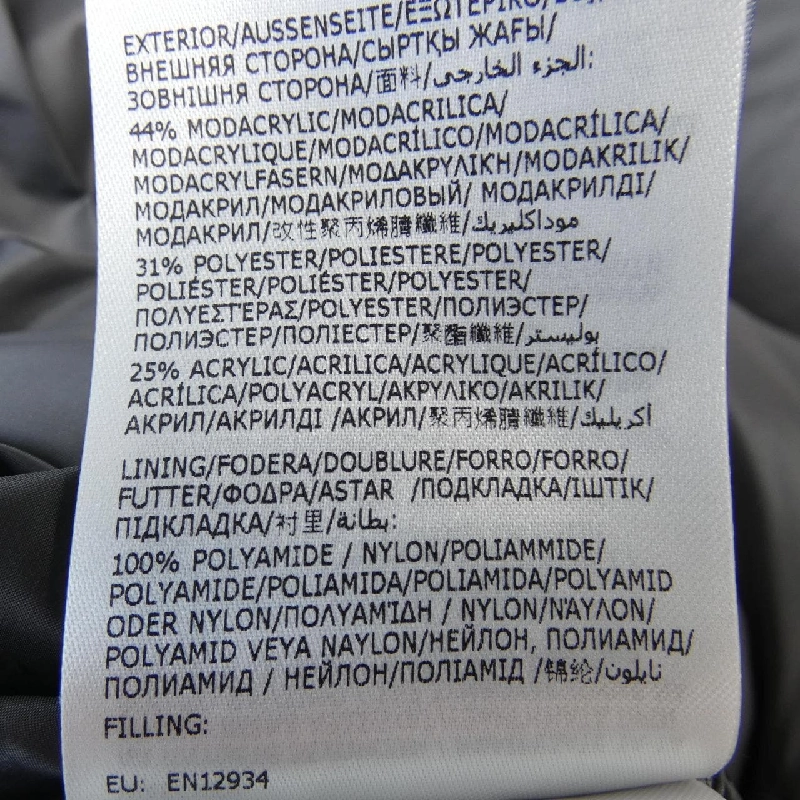 EXTERIOR/AUSSENSEITE/ΕΞΩΤΕΡΙΚΟ/
ВНЕШНЯЯ СТОРОНА/СЫРТҚЫ ЖАҒЫ/
ЗОВНІШНЯ СТОРОНА/面料/الجزء الخارجي:
44% MODACRYLIC/MODACRILICA/
MODACRYLIQUE/MODACRÍLICO/MODACRÍLICA/
MODACRYLFASERN/ΜΟΔΑΚΡΥΛΙΚΗ/MODAKRILIK/
МОДАКРИЛ/МОДАКРИЛОВЫЙ/ МОДАКРИЛДІ/
МОДАКРИЛ/改性聚丙烯腈纖維/موداكليريك
31% POLYESTER/POLIESTERE/POLYESTER/
POLIÉSTER/POLIÉSTER/POLYESTER/
ΠΟΛΥΕΣΤΈΡΑΣ/POLYESTER/ПОЛИЭСТЕР/
ПОЛИЭСТЕР/ПОЛІЕСТЕР/聚酯纖維/بوليستر
25% ACRYLIC/ACRILICA/ACRYLIQUE/ACRÍLICO/
ACRÍLICA/POLYACRYL/ΑΚΡΥΛΙΚΌ/AKRILIK/
АКРИЛ/АКРИЛДІ /АКРИЛ/聚丙烯腈纖維/أكريليك
LINING/FODERA/DOUBLURE/FORRO/FORRO/
FUTTER/ΦΟΔΡΑ/ASTAR  /ПОДКЛАДКА/ІШТІК/
ПІДКЛАДКА/衬里/بطانة:
100% POLYAMIDE / NYLON/POLIAMMIDE/
POLYAMIDE/POLIAMIDA/POLIAMIDA/POLYAMID
ODER NYLON/ΠΟΛΥΑΜΊΔΗ / NYLON/ΝΆΥΛΟΝ/
POLYAMID VEYA NAYLON/НЕЙЛОН, ПОЛИАМИД/
ПОЛИАМИД / НЕЙЛОН/ПОЛІАМІД /锦纶/نايلون
FILLING:
EU: EN12934